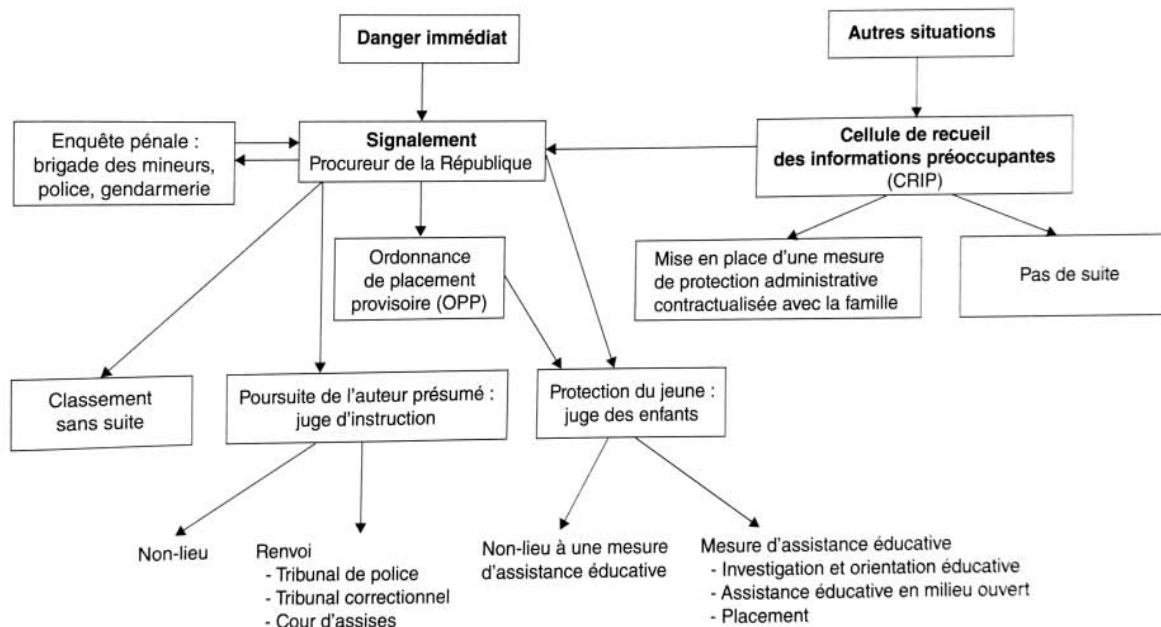 Danger immédiat
Autres situations
Enquête pénale :
brigade des mineurs,
police, gendarmerie
Signalement
Procureur de la République
Cellule de recueil
des informations préoccupantes
(CRIP)
Ordonnance
de placement
provisoire (OPP)
Mise en place d'une mesure
de protection administrative
contractualisée avec la famille
Pas de suite
Classement
sans suite
Poursuite de l'auteur présumé :
juge d'instruction
Protection du jeune :
juge des enfants
Non-lieu
Renvoi
- Tribunal de police
- Tribunal correctionnel
- Cour d'assises
Non-lieu à une mesure
d'assistance éducative
Mesure d'assistance éducative
- Investigation et orientation éducative
- Assistance éducative en milieu ouvert
- Placement